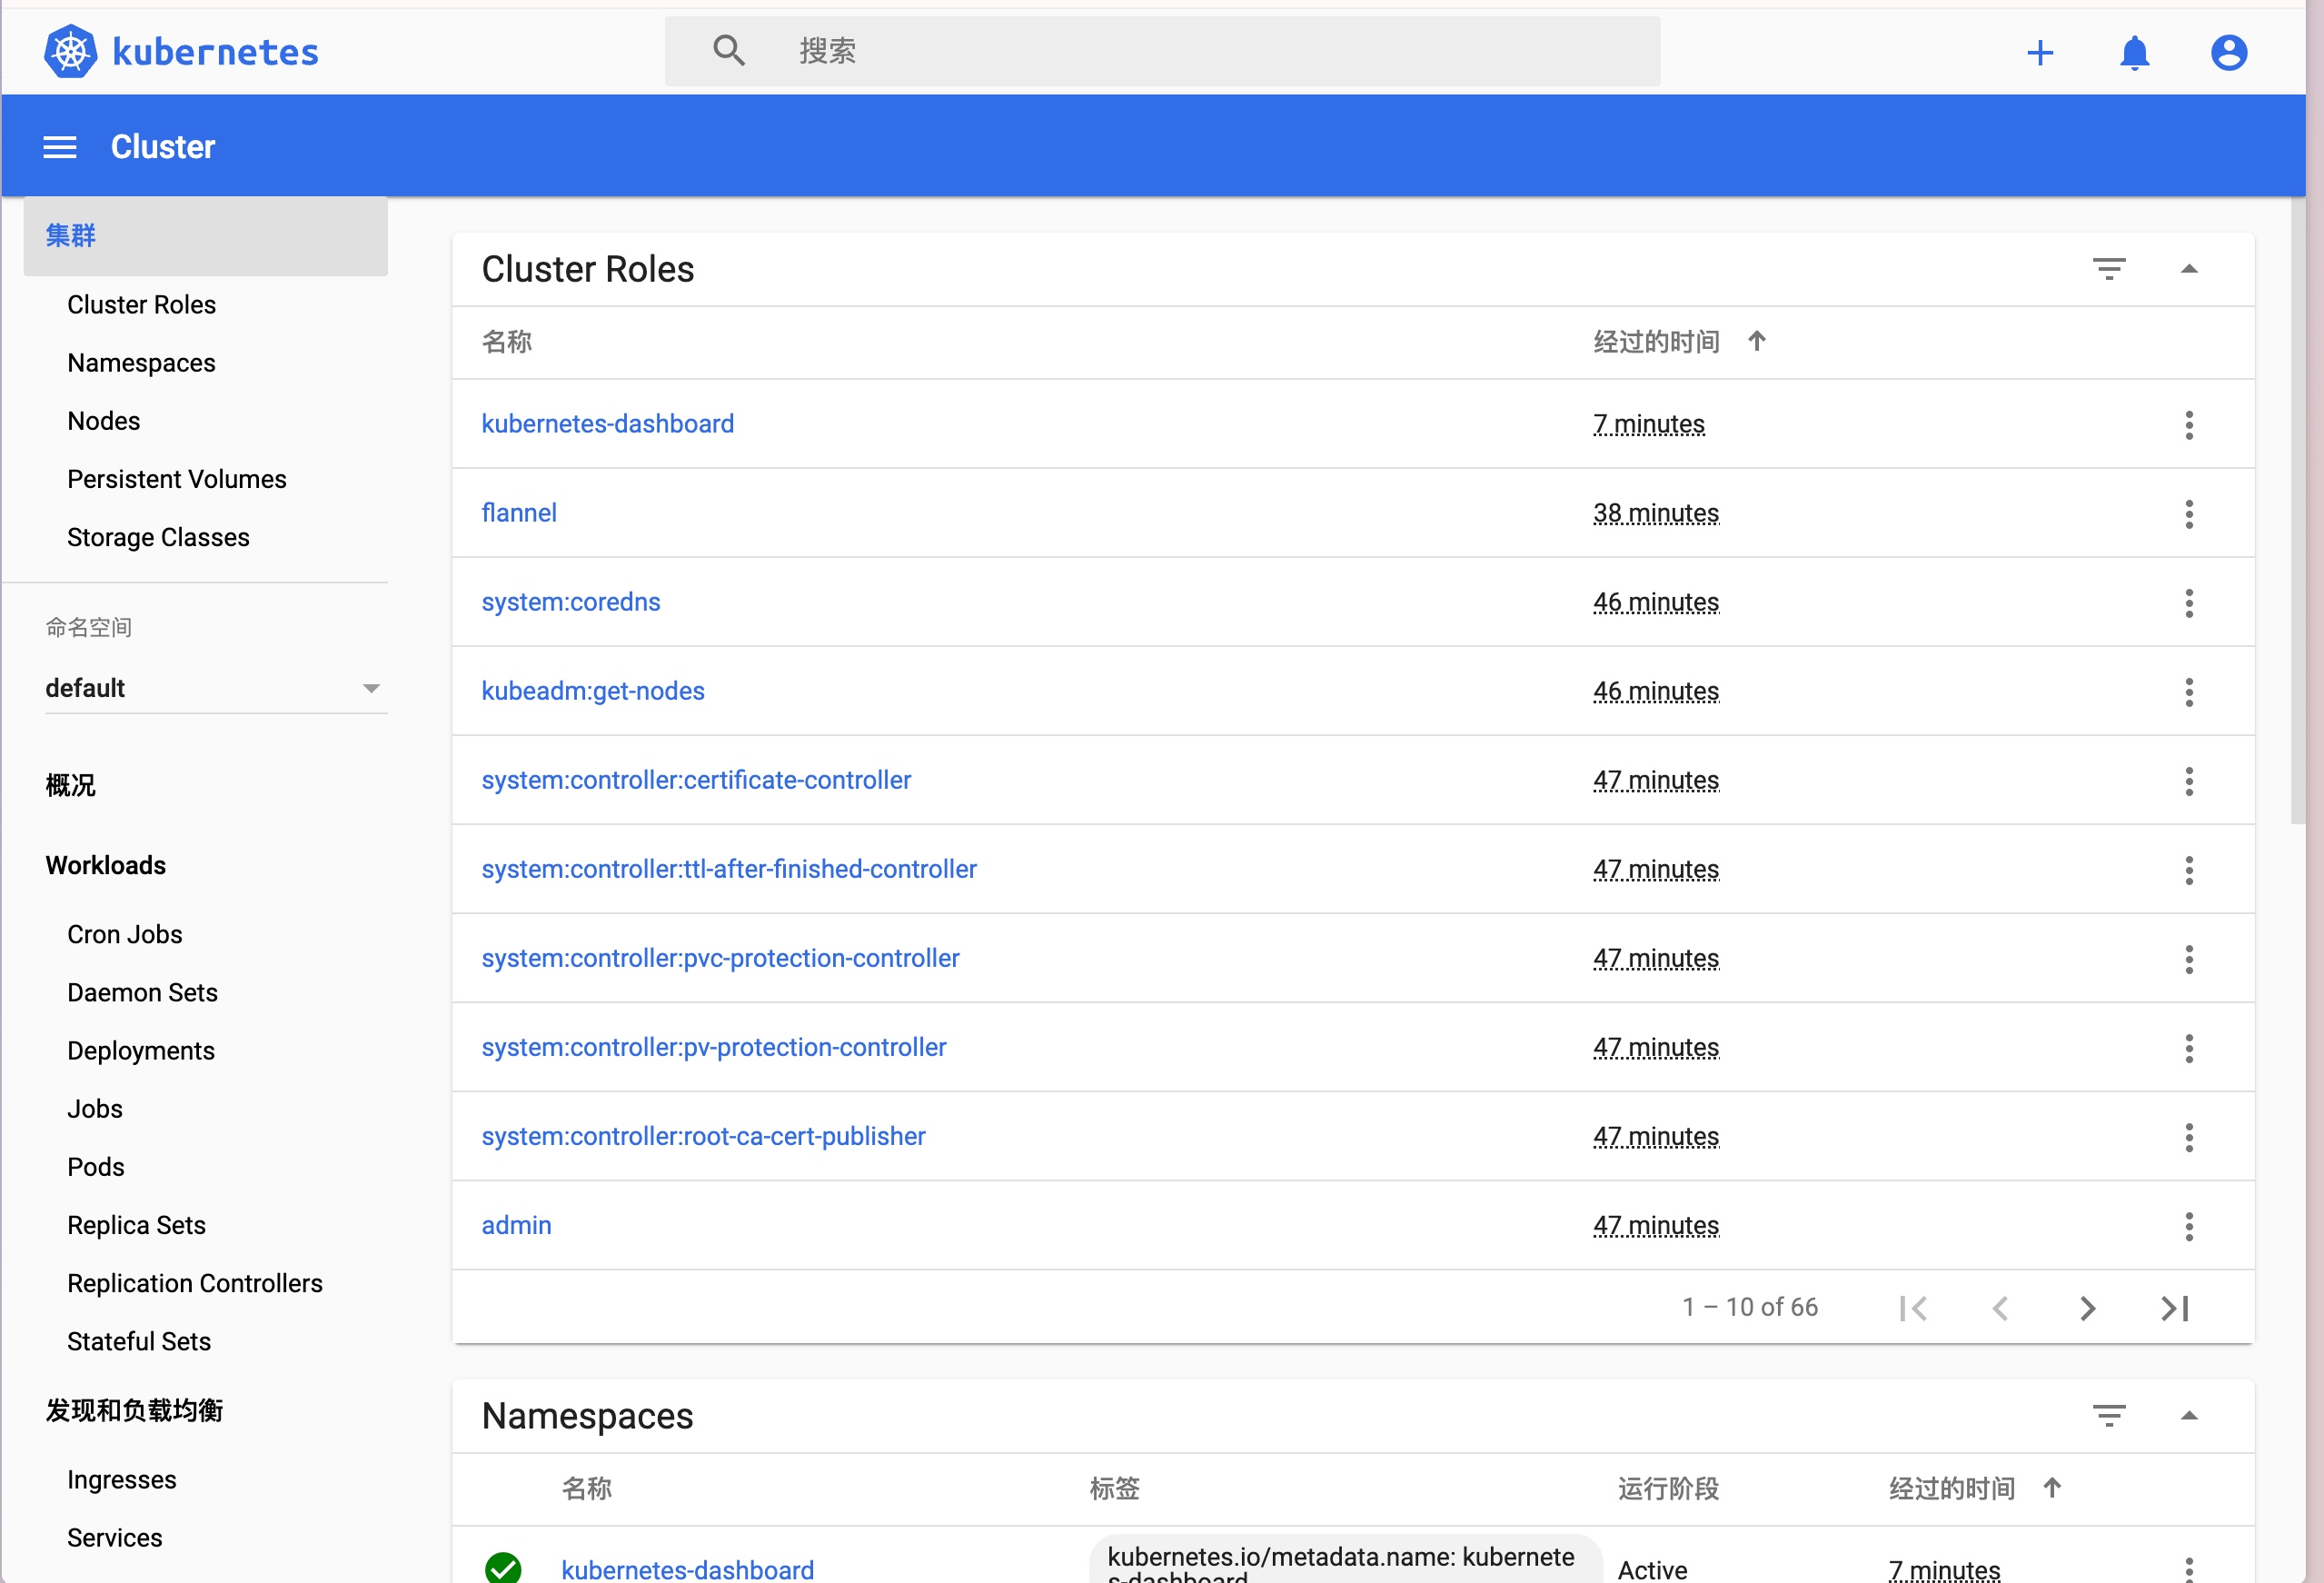 kubernetes
搜索
Cluster
集群
Cluster Roles
Namespaces
Nodes
Persistent Volumes
Storage Classes
命名空间
default
概况
Workloads
Cron Jobs
Daemon Sets
Deployments
Jobs
Pods
Replica Sets
Replication Controllers
Stateful Sets
发现和负载均衡
Ingresses
Services
Cluster Roles
名称 经过的时间
kubernetes-dashboard 7 minutes
flannel 38 minutes
system:coredns 46 minutes
kubeadm:get-nodes 46 minutes
system:controller:certificate-controller 47 minutes
system:controller:ttl-after-finished-controller 47 minutes
system:controller:pvc-protection-controller 47 minutes
system:controller:pv-protection-controller 47 minutes
system:controller:root-ca-cert-publisher 47 minutes
admin 47 minutes
1 – 10 of 66
Namespaces
名称 标签 运行阶段 经过的时间
kubernetes-dashboard kubernetes.io/metadata.name: kubernete Active 7 minutes
s-dashboard